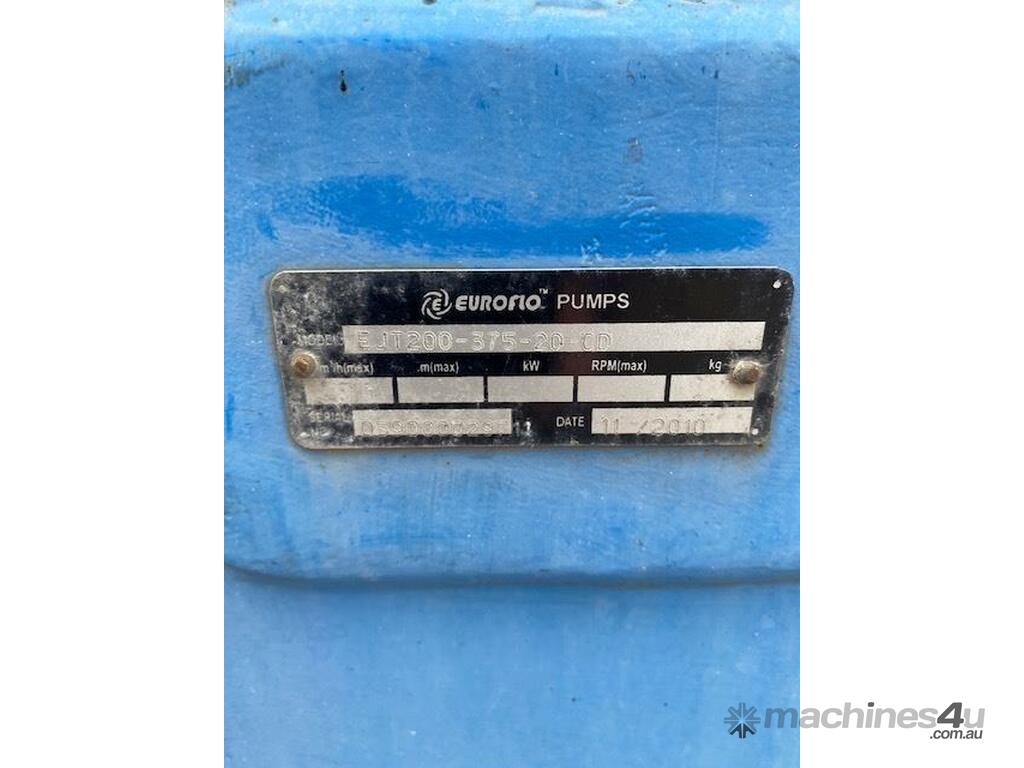 EUROFLO™ PUMPS
MODEL EJT200-375-20-CD
m³/h(max) m(max) kW RPM(max) kg
SERIAL 11 DATE 11 /2010
machines4u
.com.au